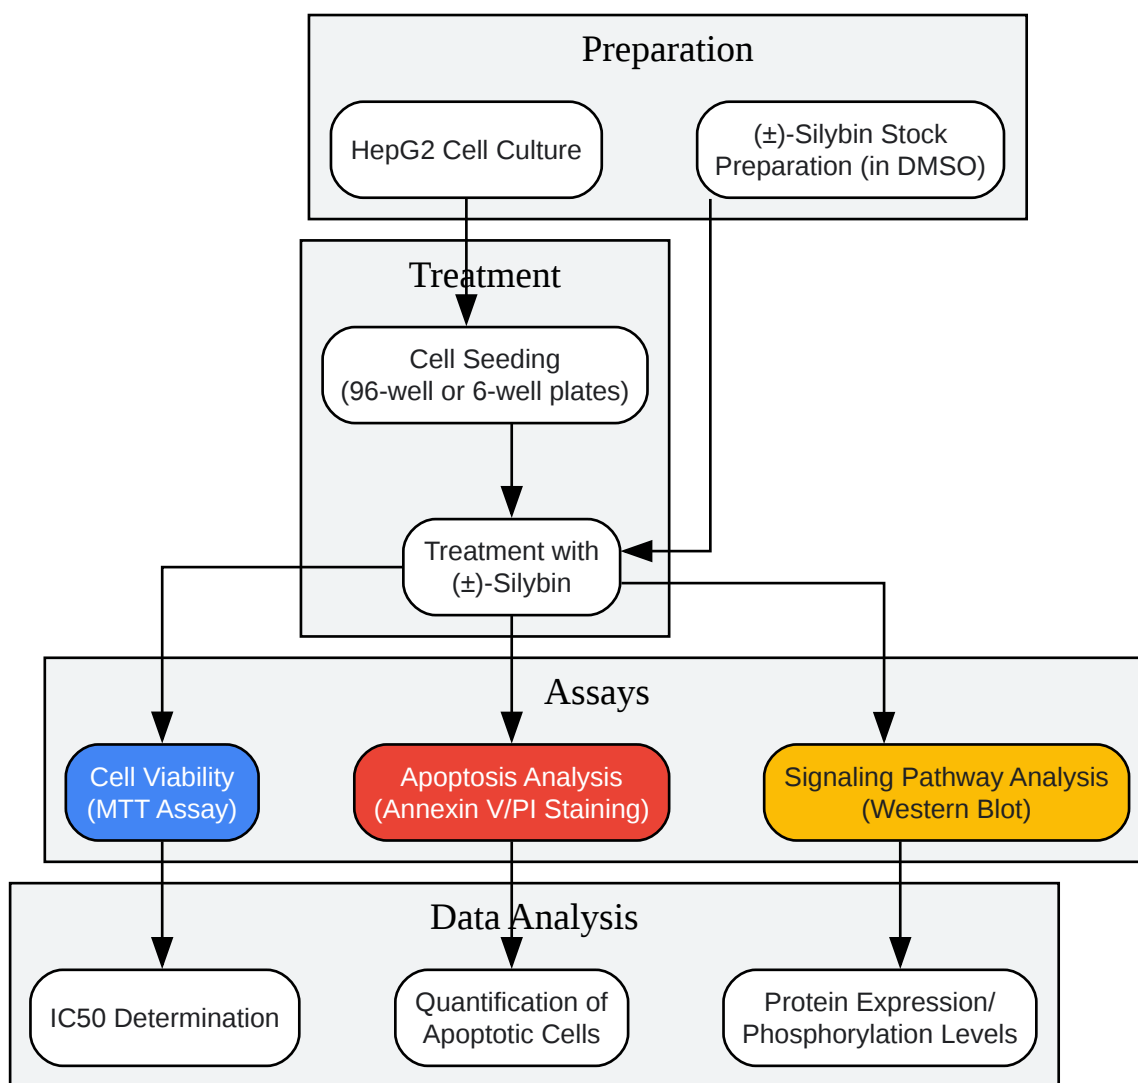 Preparation
HepG2 Cell Culture
(±)-Silybin Stock
Preparation (in DMSO)
Treatment
Cell Seeding
(96-well or 6-well plates)
Treatment with
(±)-Silybin
Assays
Cell Viability
(MTT Assay)
Apoptosis Analysis
(Annexin V/PI Staining)
Signaling Pathway Analysis
(Western Blot)
Data Analysis
IC50 Determination
Quantification of
Apoptotic Cells
Protein Expression/
Phosphorylation Levels